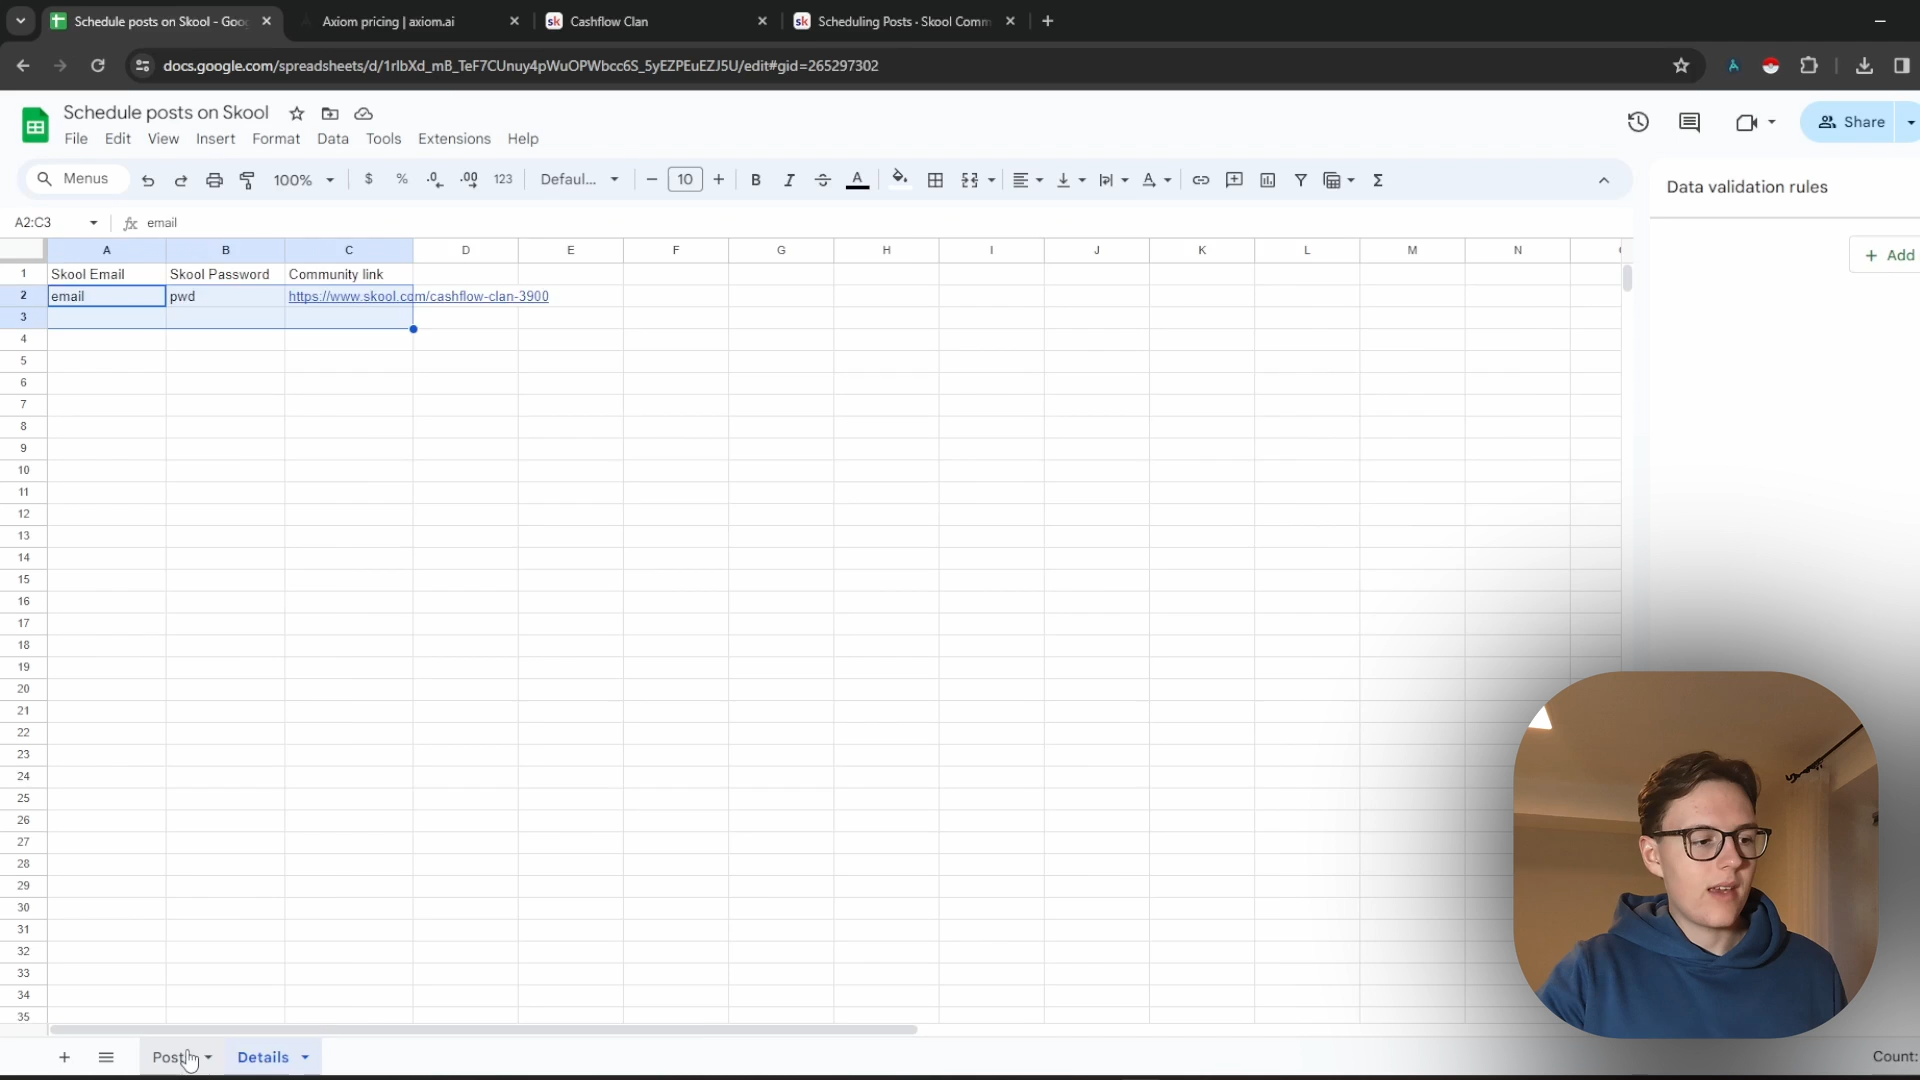 Schedule posts on Skool - Goo
Axiom pricing | axiom.ai
sk Cashflow Clan
sk Scheduling Posts · Skool Comm
docs.google.com/spreadsheets/d/1rlbXd_mB_TeF7CUnuy4pWuOPWbcc6S_5yEZPEuEZJ5U/edit#gid=265297302
Schedule posts on Skool
File Edit View Insert Format Data Tools Extensions Help
Share
Menus 100% $ % .0 .00 123 Defaul... 10 B I A Σ
Data validation rules
A2:C3 fx email
+ Add
A B C D E F G H I J K L M N
1 Skool Email Skool Password Community link
2 email pwd https://www.skool.com/cashflow-clan-3900
3
4
5
6
7
8
9
10
11
12
13
14
15
16
17
18
19
20
21
22
23
24
25
26
27
28
29
30
31
32
33
34
35
Details
Count: